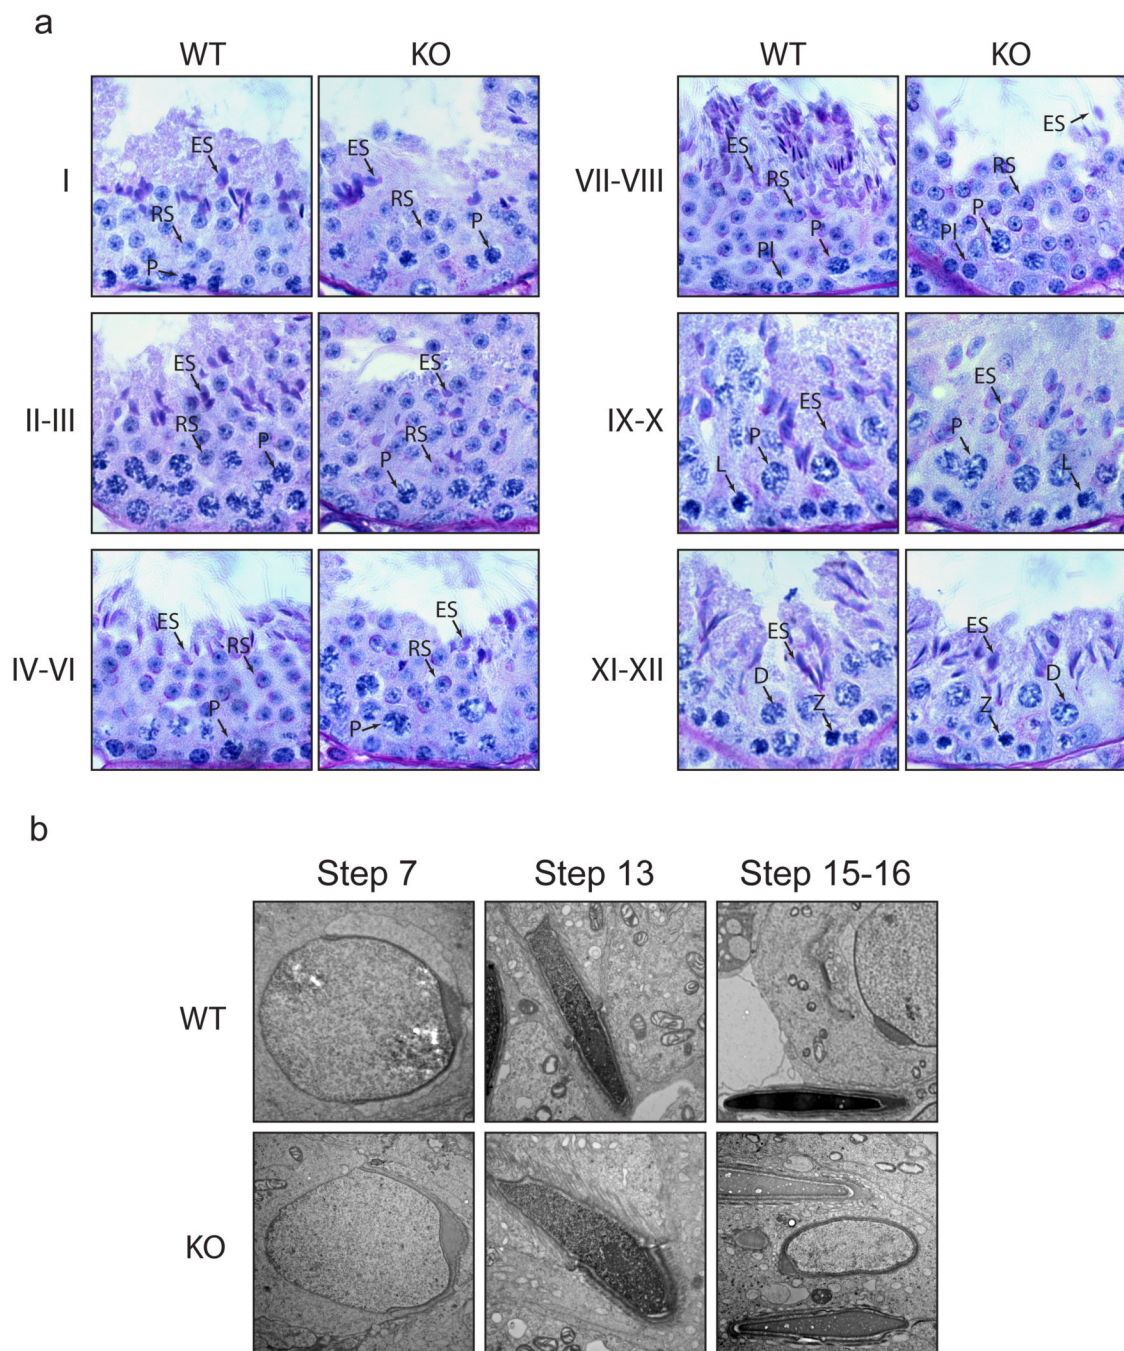 a
WT KO WT KO
I
ES
RS
P
ES
RS
P
VII-VIII
ES
RS
P
Pl
ES
RS
P
Pl
II-III
ES
RS
P
ES
RS
P
IX-X
ES
P
L
ES
P
L
IV-VI
ES
RS
P
ES
RS
P
XI-XII
ES
D
Z
ES
D
Z
b
Step 7 Step 13 Step 15-16
WT
KO